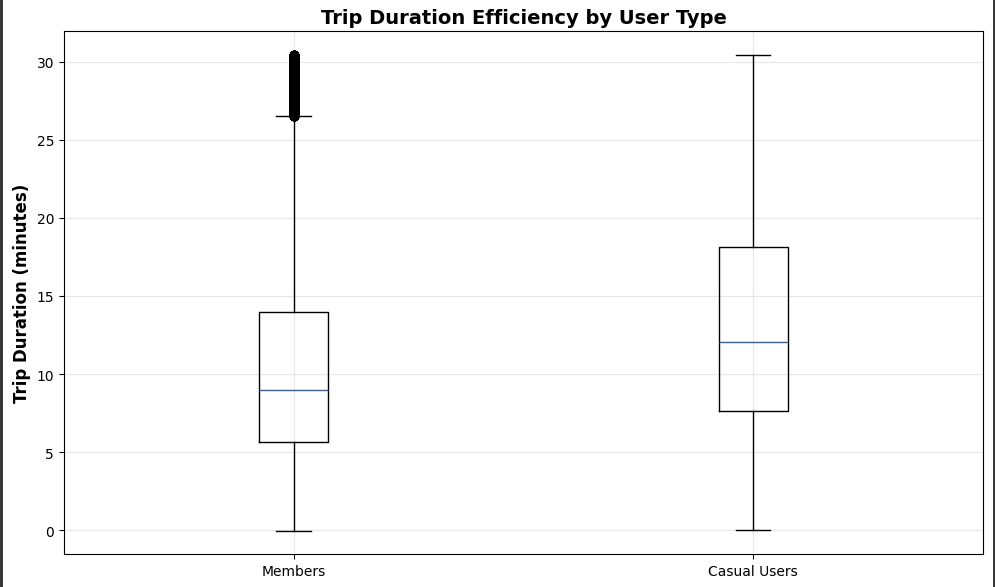 Trip Duration Efficiency by User Type
Trip Duration (minutes)
30
25
20
15
10
5
0
Members
Casual Users